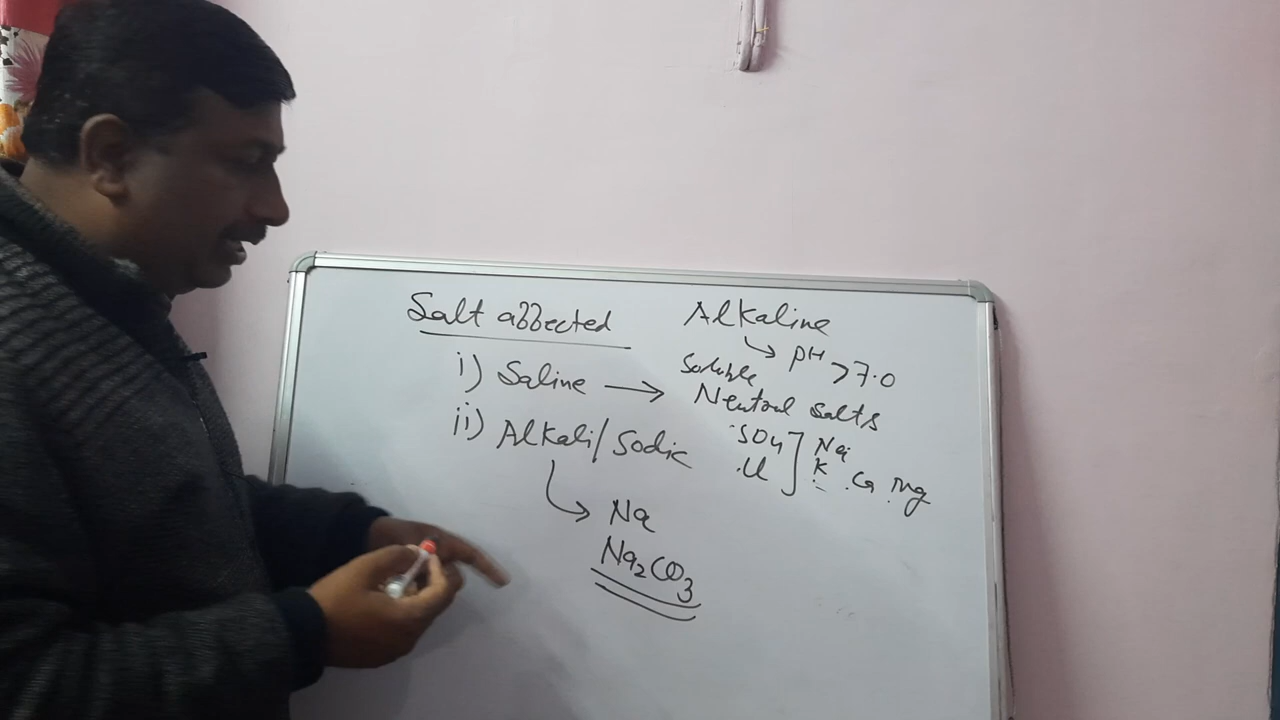 Salt affected
i) Saline →
ii) Alkali/Sodic
Na
Na₂CO₃
Alkaline
↳ pH >7.0
Soluble
Neutral Salts
SO₄ ] Na
Cl K Ca Mg